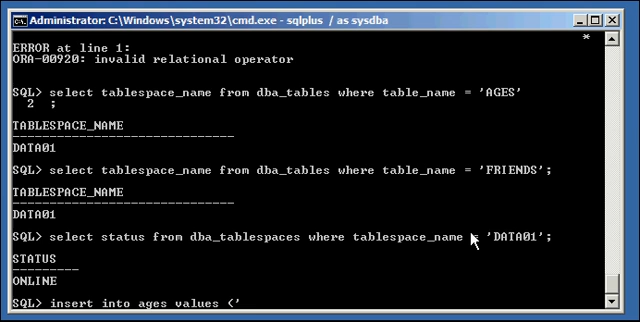 Administrator: C:\Windows\system32\cmd.exe - sqlplus / as sysdba
*
ERROR at line 1:
ORA-00920: invalid relational operator
SQL> select tablespace_name from dba_tables where table_name = 'AGES'
2 ;
TABLESPACE_NAME
------------------------------
DATA01
SQL> select tablespace_name from dba_tables where table_name = 'FRIENDS';
TABLESPACE_NAME
------------------------------
DATA01
SQL> select status from dba_tablespaces where tablespace_name = 'DATA01';
STATUS
---------
ONLINE
SQL> insert into ages values ('